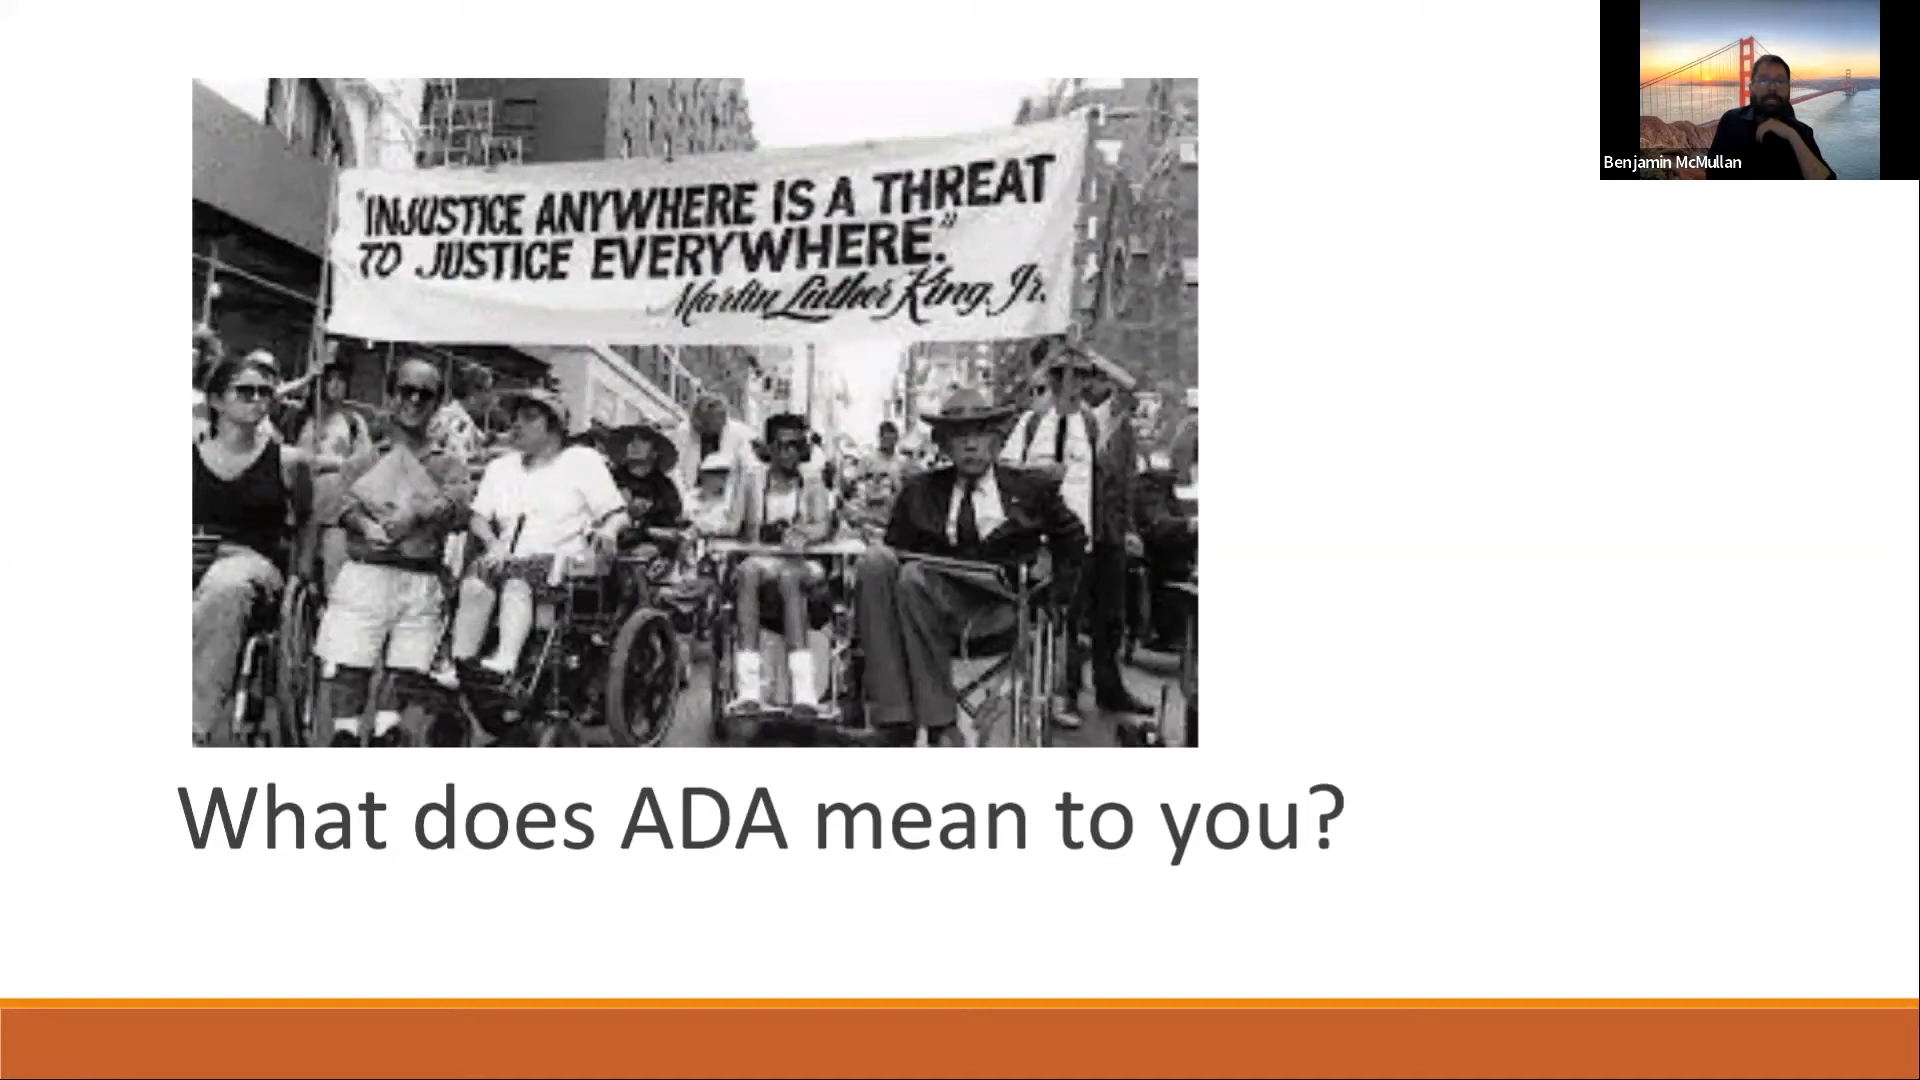 "INJUSTICE ANYWHERE IS A THREAT
TO JUSTICE EVERYWHERE."
Martin Luther King, Jr.
Benjamin McMullan
What does ADA mean to you?